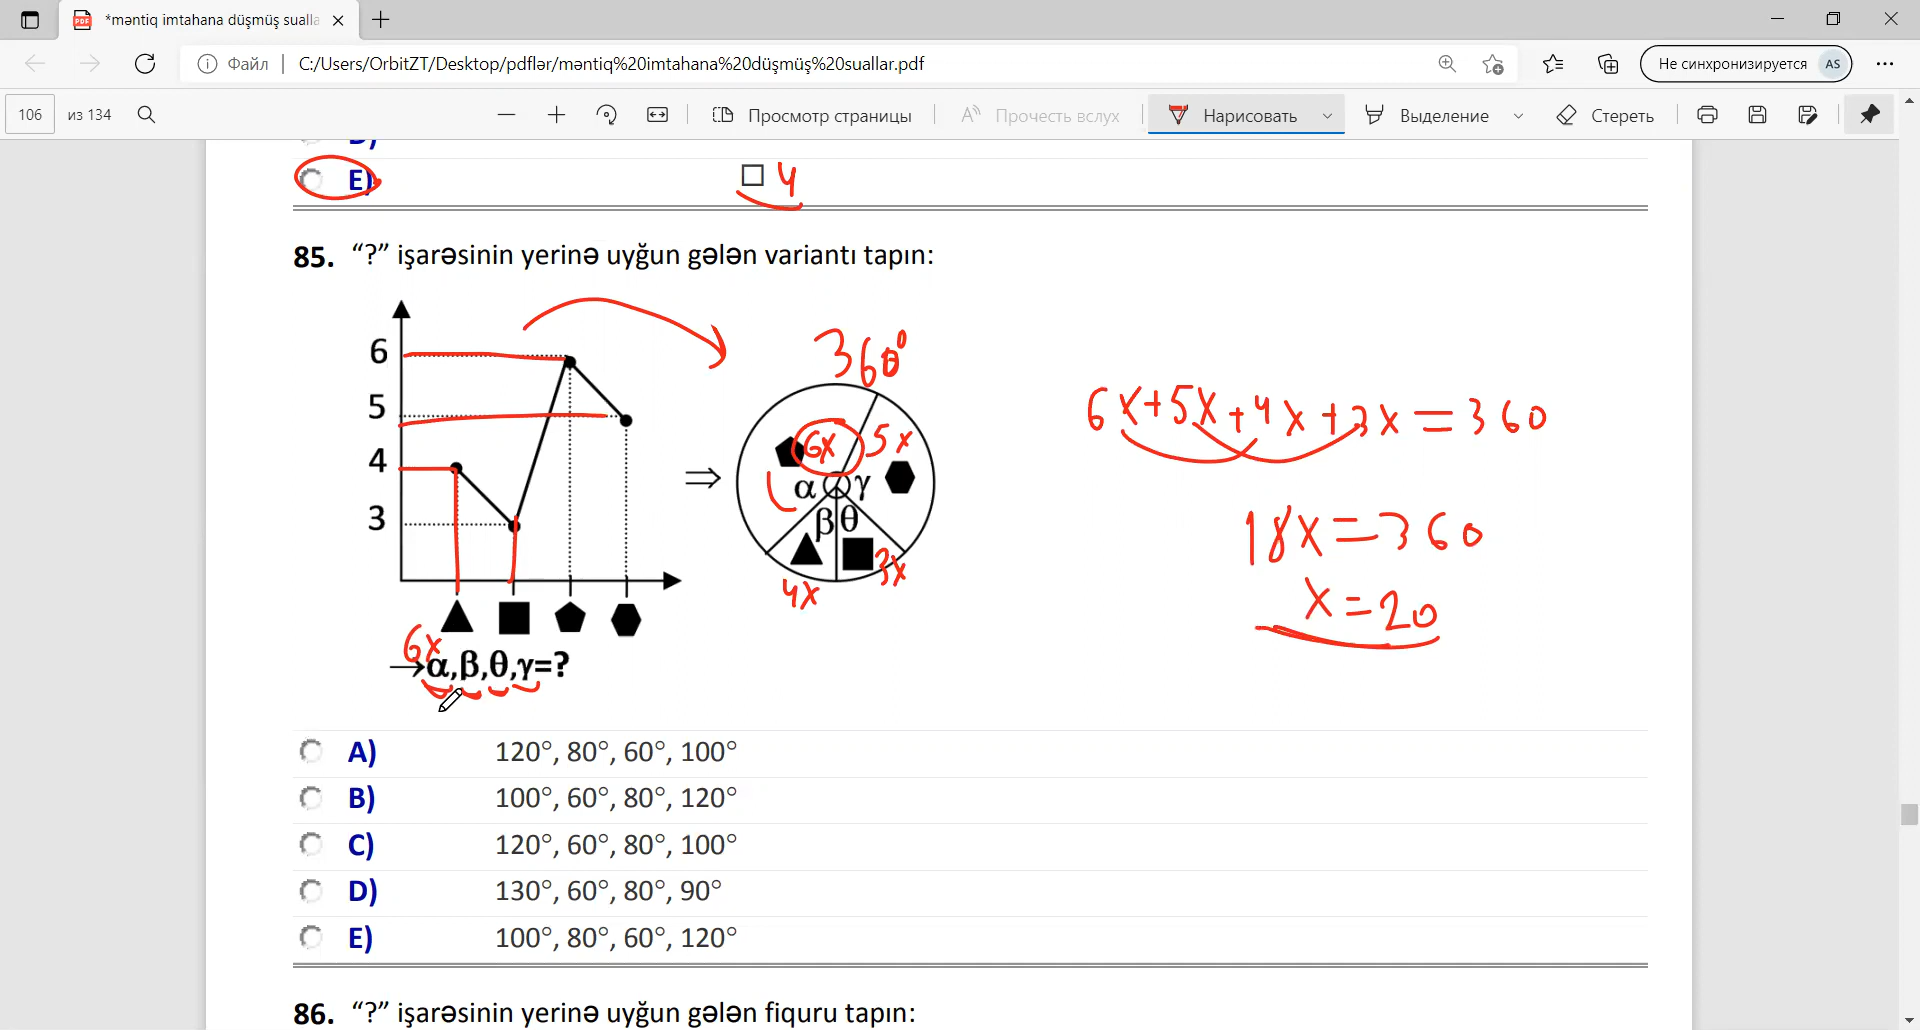 *məntiq imtahana düşmüş sualla
Файл C:/Users/OrbitZT/Desktop/pdflər/məntiq%20imtahana%20düşmüş%20suallar.pdf Не синхронизируется AS
106 из 134 Просмотр страницы Прочесть вслух Нарисовать Выделение Стереть
E) □ 4
85. “?” işarəsinin yerinə uyğun gələn variantı tapın:
6
5
4
3
360°
6x 5x
α γ
β θ
4x 3x
6x+5x+4x+3x=360
18x=360
x=20
6x
→α,β,θ,γ=?
A) 120°, 80°, 60°, 100°
B) 100°, 60°, 80°, 120°
C) 120°, 60°, 80°, 100°
D) 130°, 60°, 80°, 90°
E) 100°, 80°, 60°, 120°
86. “?” işarəsinin yerinə uyğun gələn fiquru tapın: